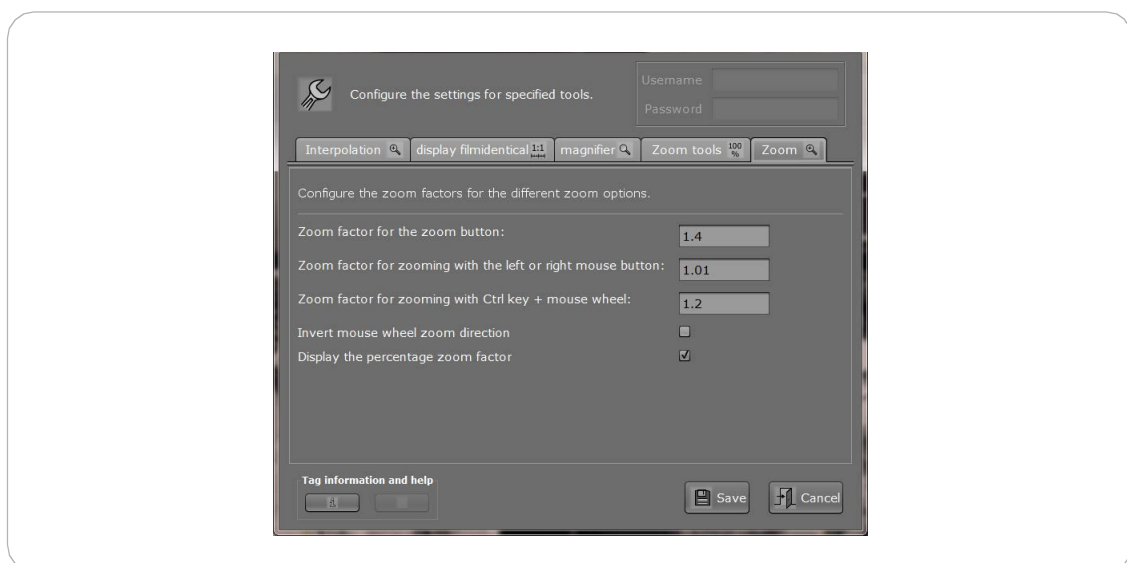 Configure the settings for specified tools.
Username
Password
Interpolation display filmidentical 1:1 magnifier Zoom tools 100 % Zoom
Configure the zoom factors for the different zoom options.
Zoom factor for the zoom button: 1.4
Zoom factor for zooming with the left or right mouse button: 1.01
Zoom factor for zooming with Ctrl key + mouse wheel: 1.2
Invert mouse wheel zoom direction
Display the percentage zoom factor
Tag information and help
Save Cancel